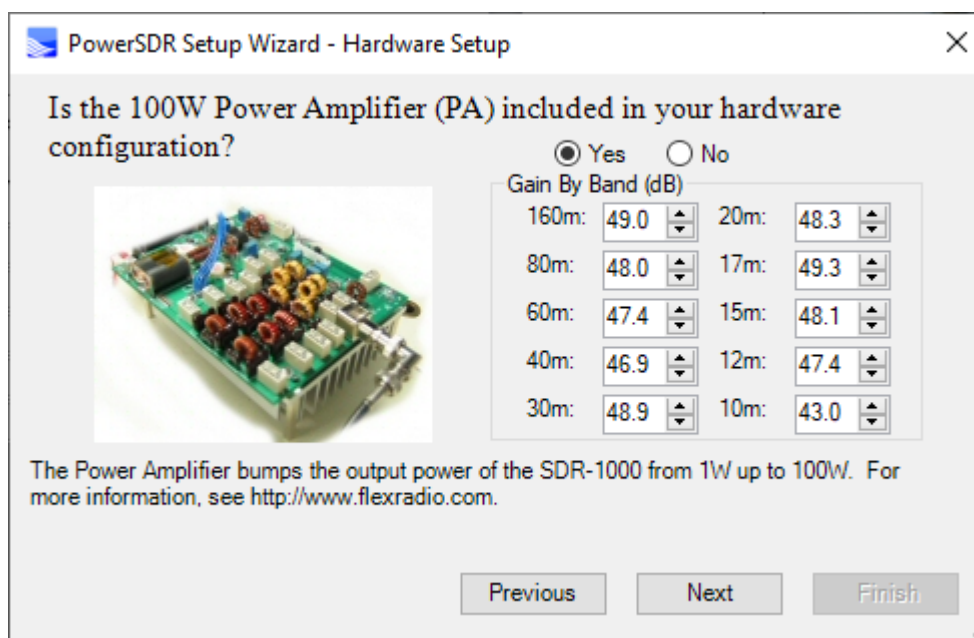 PowerSDR Setup Wizard - Hardware Setup
Is the 100W Power Amplifier (PA) included in your hardware
configuration?
Yes No
Gain By Band (dB)
160m: 49.0 20m: 48.3
80m: 48.0 17m: 49.3
60m: 47.4 15m: 48.1
40m: 46.9 12m: 47.4
30m: 48.9 10m: 43.0
The Power Amplifier bumps the output power of the SDR-1000 from 1W up to 100W. For
more information, see http://www.flexradio.com.
Previous Next Finish